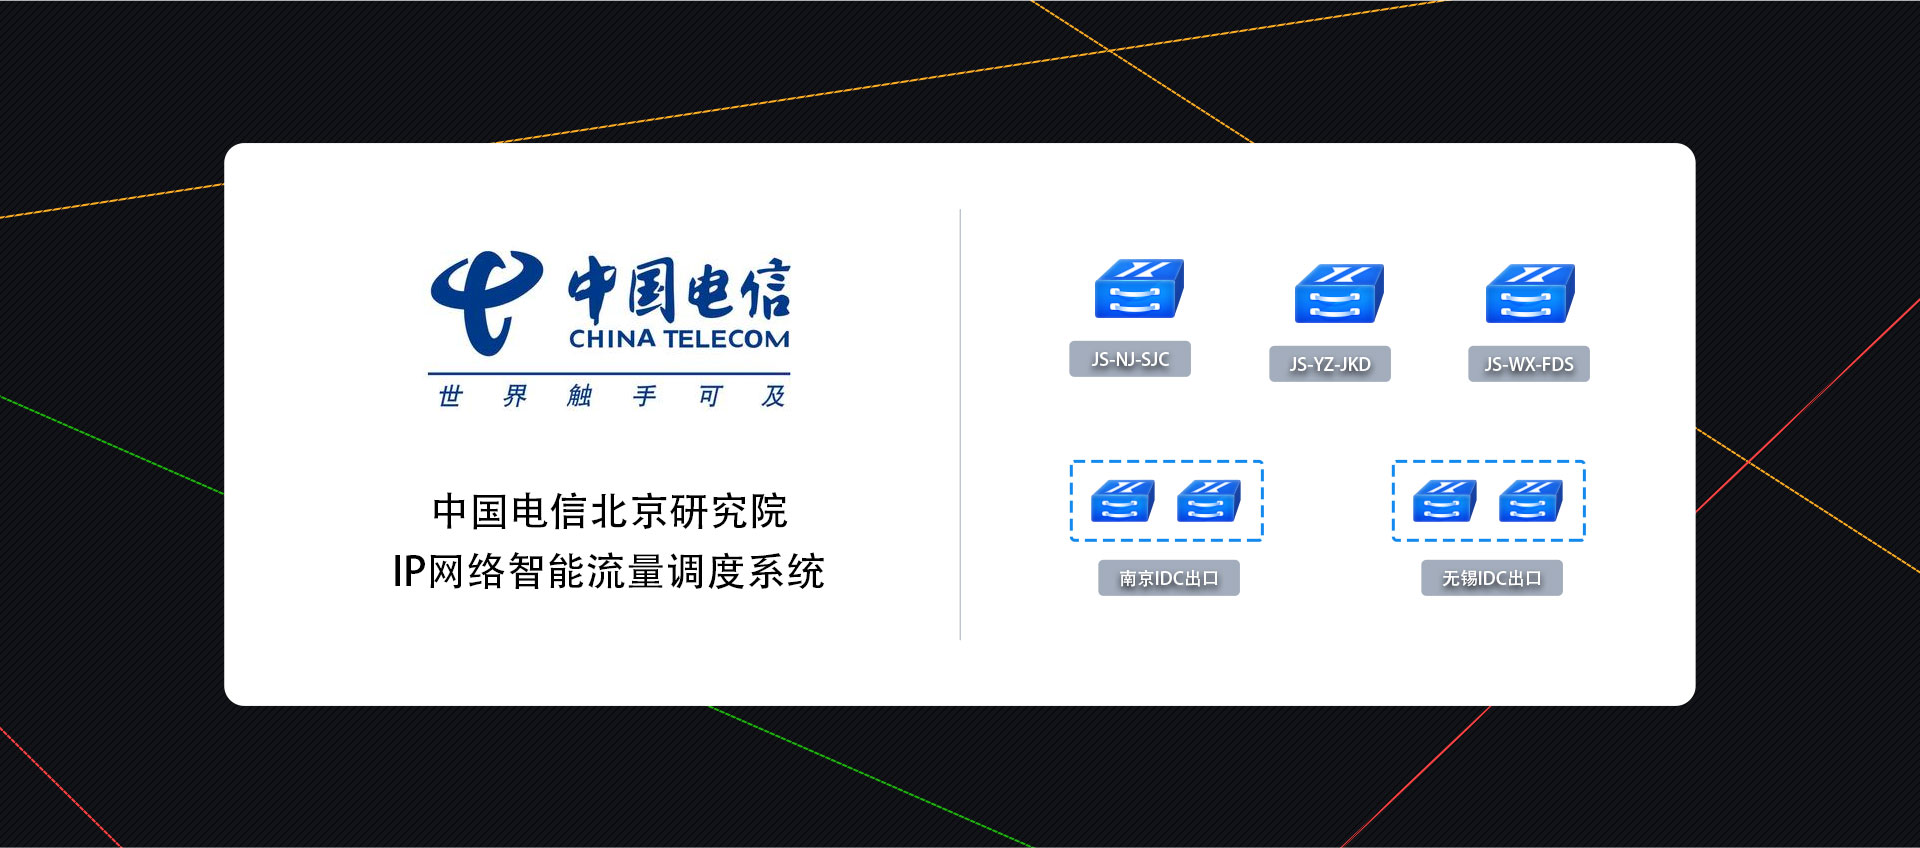 中国电信
CHINA TELECOM
世界触手可及
中国电信北京研究院
IP网络智能流量调度系统
JS-NJ-SJC
JS-YZ-JKD
JS-WX-FDS
南京IDC出口
无锡IDC出口